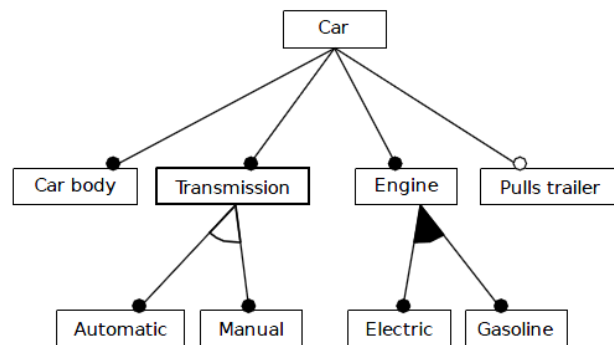 Car
Car body
Transmission
Engine
Pulls trailer
Automatic
Manual
Electric
Gasoline